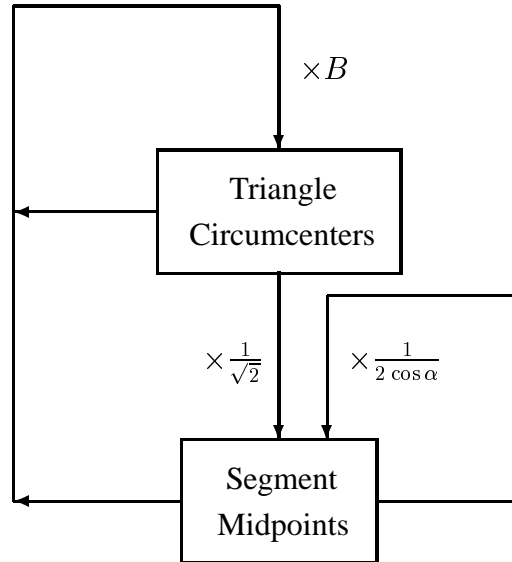 ×B
Triangle
Circumcenters
× 1/√2
× 1/(2 cos α)
Segment
Midpoints